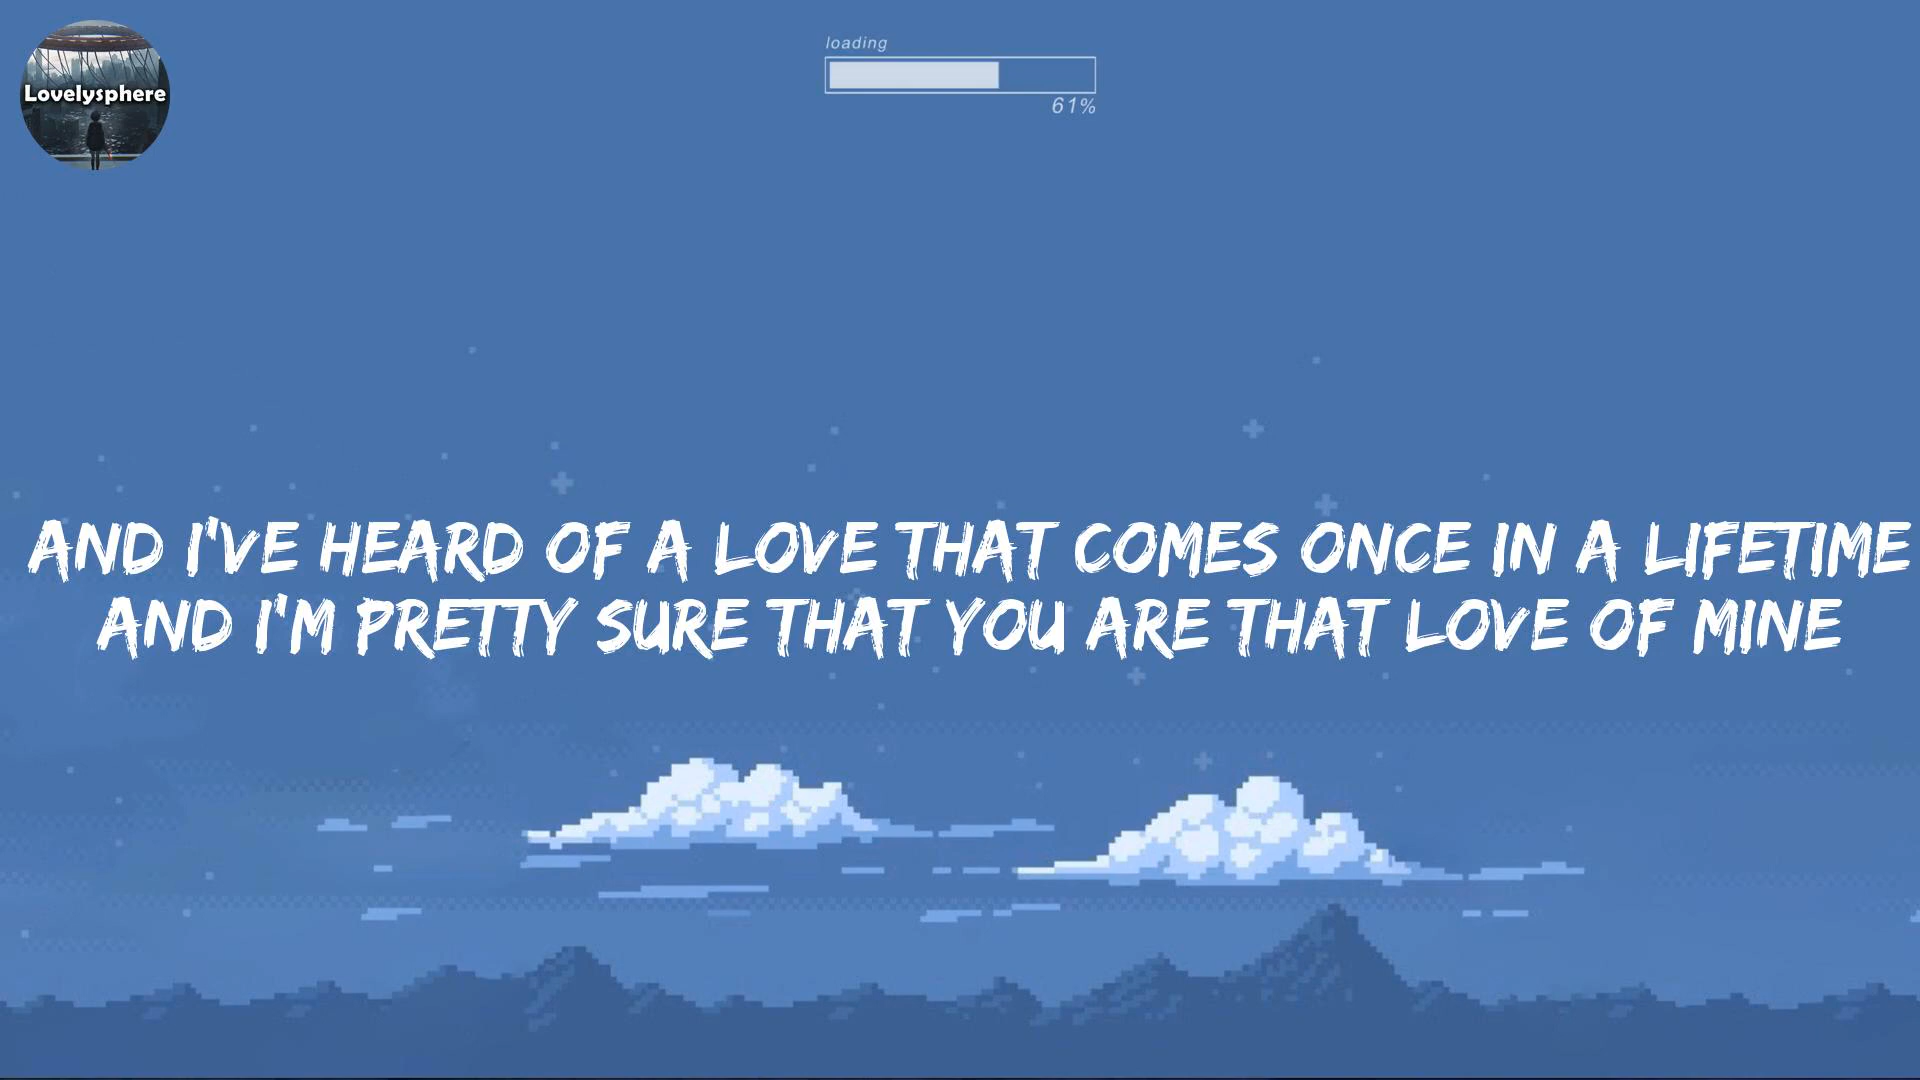 Lovelysphere
loading
61%
AND I'VE HEARD OF A LOVE THAT COMES ONCE IN A LIFETIME
AND I'M PRETTY SURE THAT YOU ARE THAT LOVE OF MINE